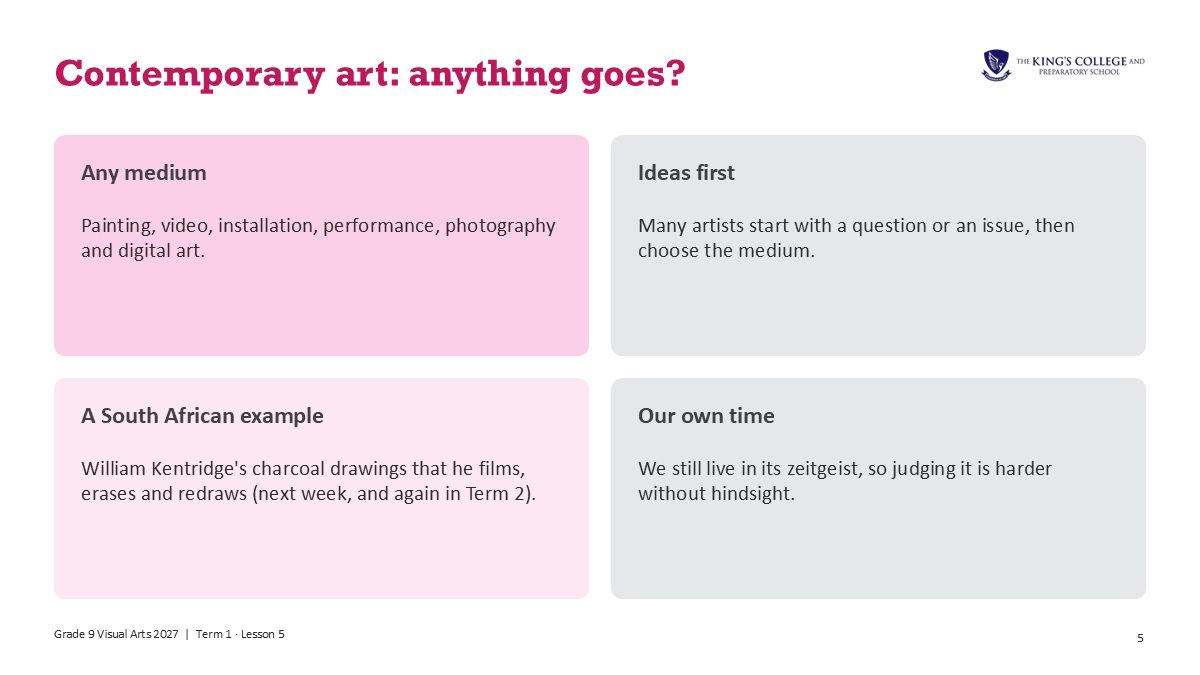 Contemporary art: anything goes?
THE KING'S COLLEGE AND
PREPARATORY SCHOOL
Any medium
Painting, video, installation, performance, photography
and digital art.
Ideas first
Many artists start with a question or an issue, then
choose the medium.
A South African example
William Kentridge's charcoal drawings that he films,
erases and redraws (next week, and again in Term 2).
Our own time
We still live in its zeitgeist, so judging it is harder
without hindsight.
Grade 9 Visual Arts 2027 | Term 1 · Lesson 5
5